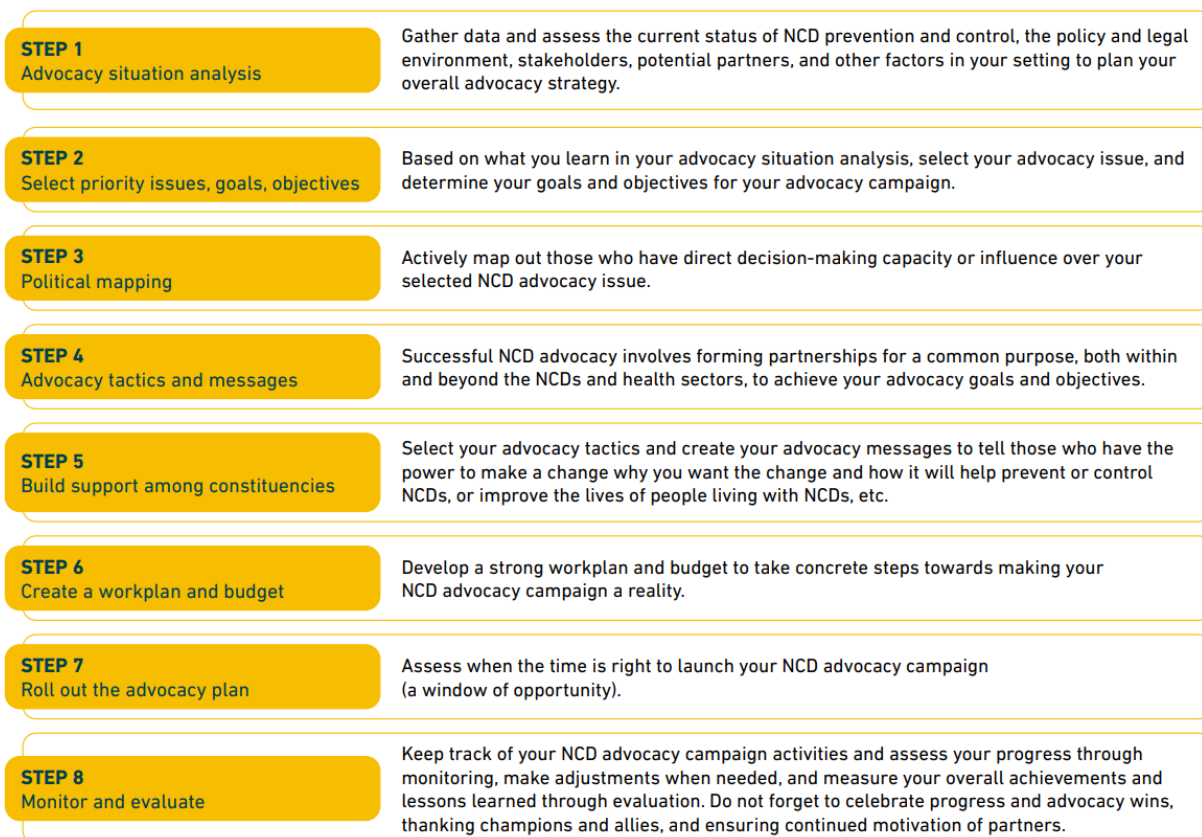 STEP 1
Advocacy situation analysis
Gather data and assess the current status of NCD prevention and control, the policy and legal
environment, stakeholders, potential partners, and other factors in your setting to plan your
overall advocacy strategy.
STEP 2
Select priority issues, goals, objectives
Based on what you learn in your advocacy situation analysis, select your advocacy issue, and
determine your goals and objectives for your advocacy campaign.
STEP 3
Political mapping
Actively map out those who have direct decision-making capacity or influence over your
selected NCD advocacy issue.
STEP 4
Advocacy tactics and messages
Successful NCD advocacy involves forming partnerships for a common purpose, both within
and beyond the NCDs and health sectors, to achieve your advocacy goals and objectives.
STEP 5
Build support among constituencies
Select your advocacy tactics and create your advocacy messages to tell those who have the
power to make a change why you want the change and how it will help prevent or control
NCDs, or improve the lives of people living with NCDs, etc.
STEP 6
Create a workplan and budget
Develop a strong workplan and budget to take concrete steps towards making your
NCD advocacy campaign a reality.
STEP 7
Roll out the advocacy plan
Assess when the time is right to launch your NCD advocacy campaign
(a window of opportunity).
STEP 8
Monitor and evaluate
Keep track of your NCD advocacy campaign activities and assess your progress through
monitoring, make adjustments when needed, and measure your overall achievements and
lessons learned through evaluation. Do not forget to celebrate progress and advocacy wins,
thanking champions and allies, and ensuring continued motivation of partners.